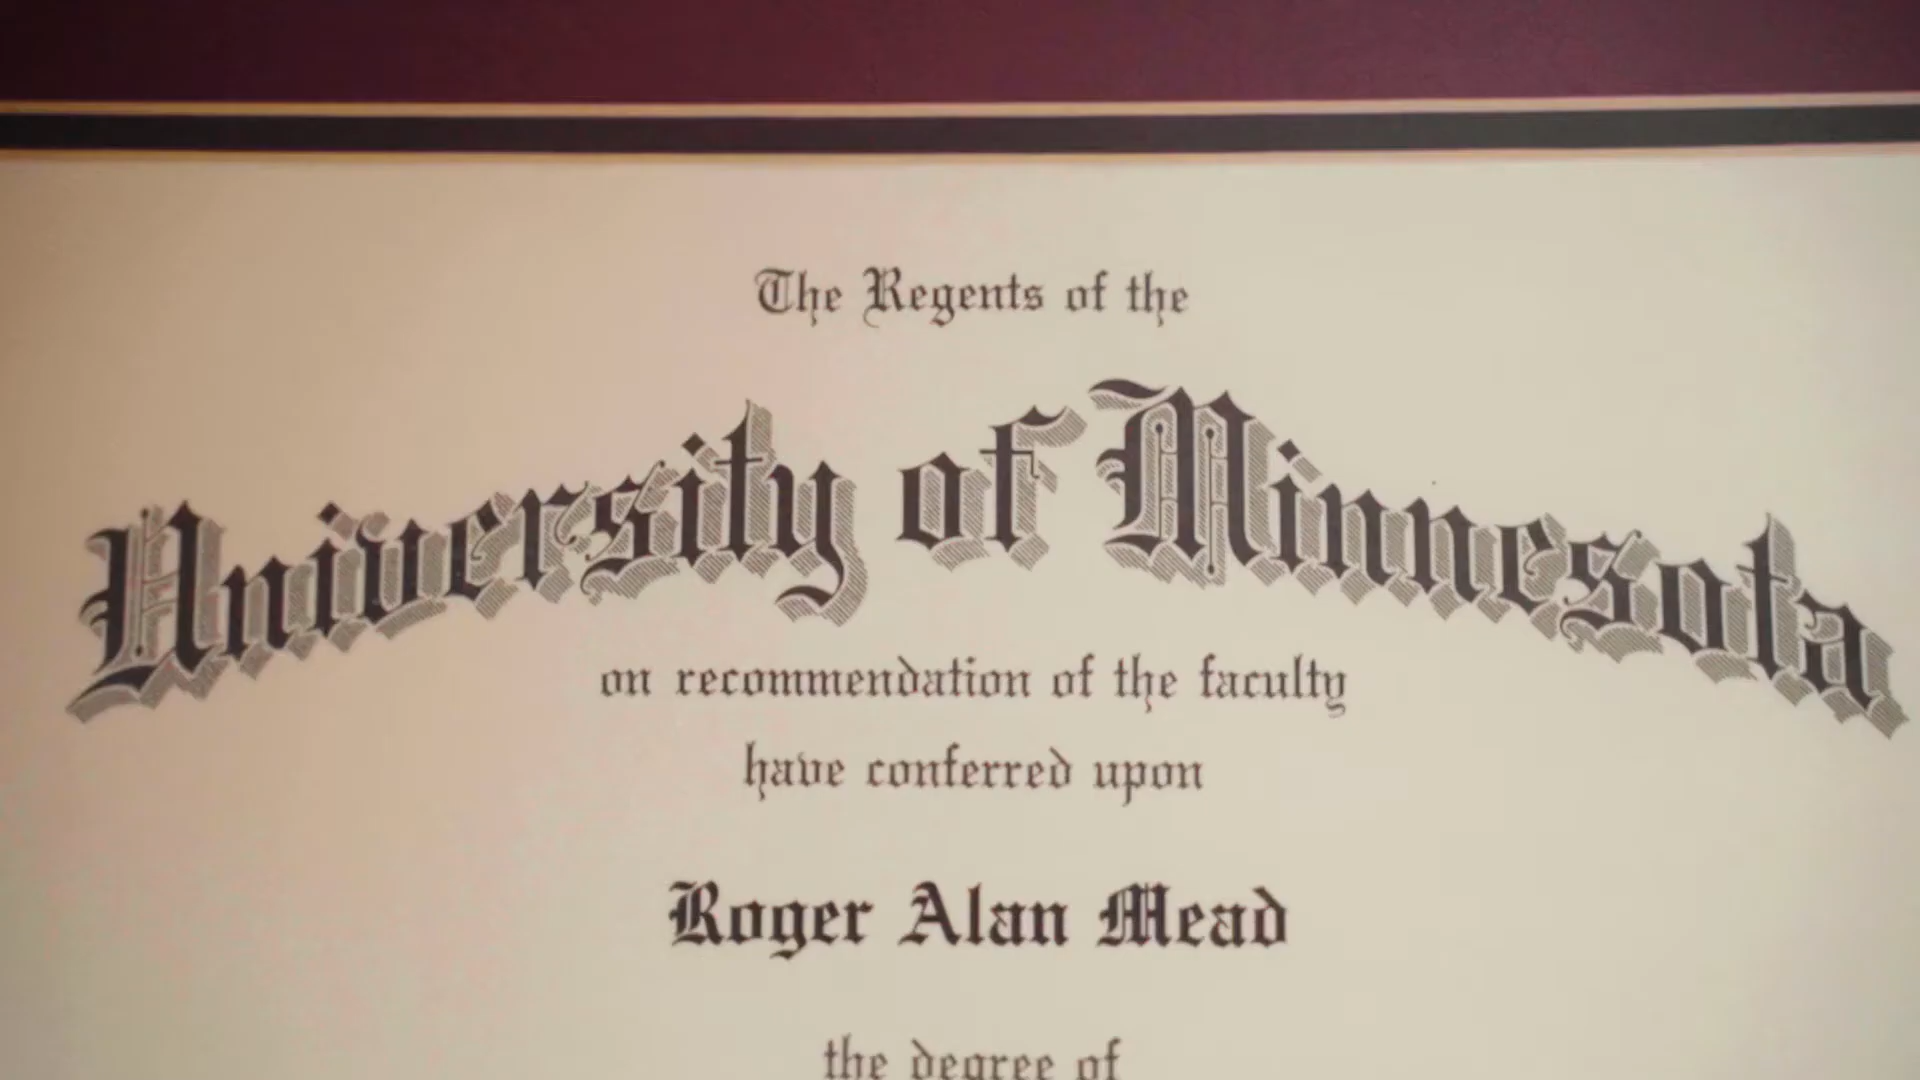 The Regents of the
University of Minnesota
on recommendation of the faculty
have conferred upon
Roger Alan Mead
the degree of